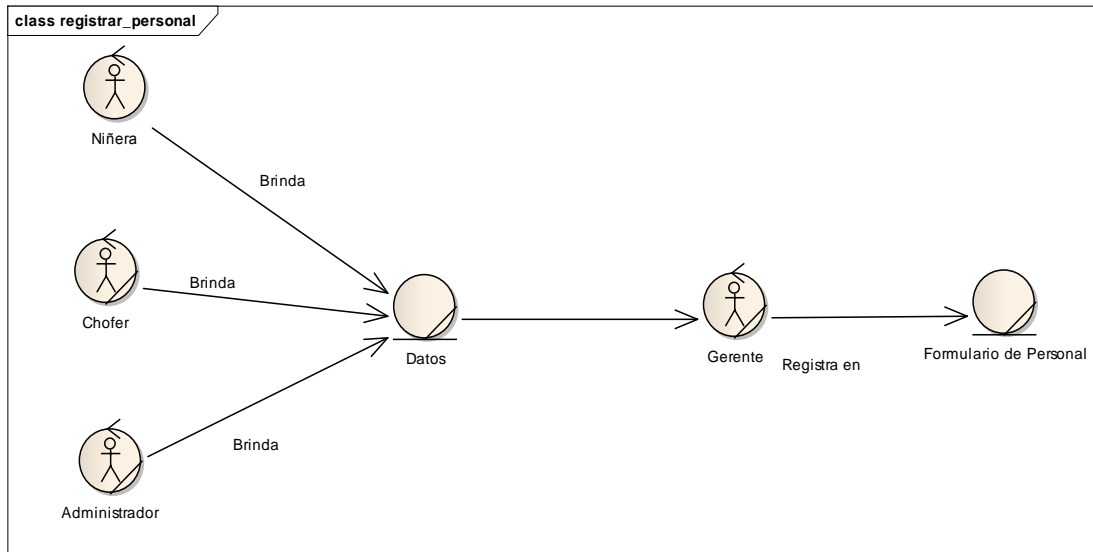 class registrar_personal
Niñera
Brinda
Chofer
Brinda
Datos
Gerente
Registra en
Formulario de Personal
Brinda
Administrador